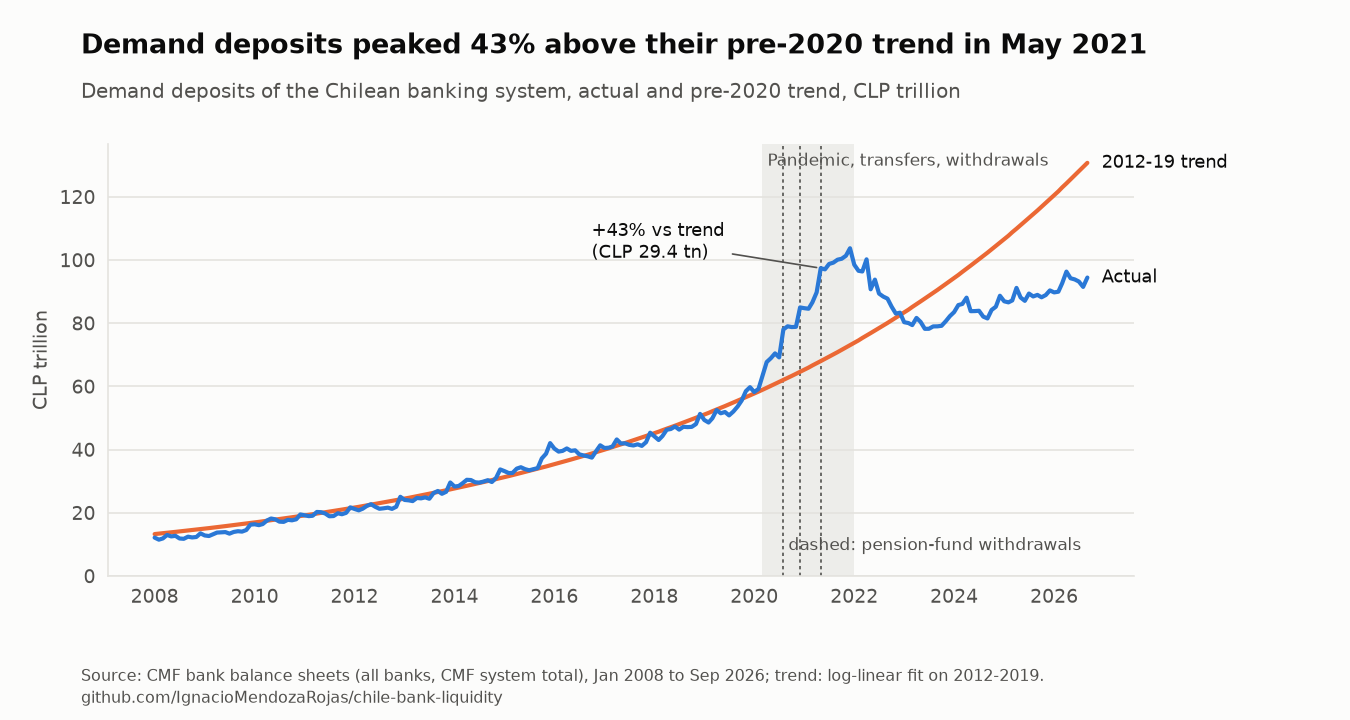 Demand deposits peaked 43% above their pre-2020 trend in May 2021
Demand deposits of the Chilean banking system, actual and pre-2020 trend, CLP trillion
Pandemic, transfers, withdrawals
2012-19 trend
+43% vs trend
(CLP 29.4 tn)
Actual
dashed: pension-fund withdrawals
CLP trillion
120
100
80
60
40
20
0
2008 2010 2012 2014 2016 2018 2020 2022 2024 2026
Source: CMF bank balance sheets (all banks, CMF system total), Jan 2008 to Sep 2026; trend: log-linear fit on 2012-2019.
github.com/IgnacioMendozaRojas/chile-bank-liquidity